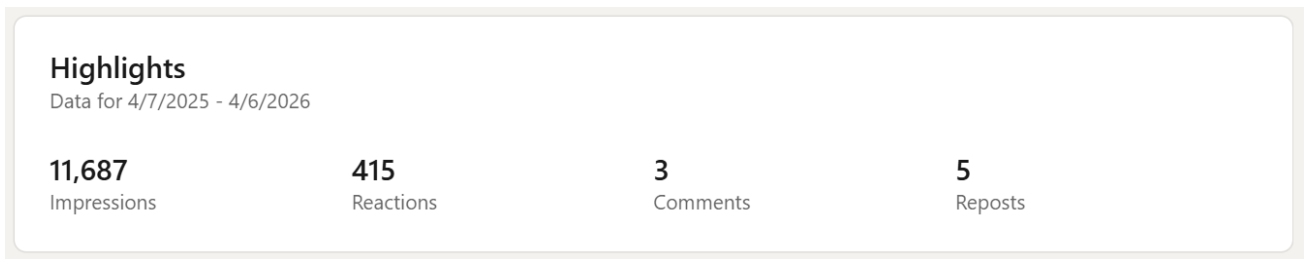 Highlights
Data for 4/7/2025 - 4/6/2026
11,687 415 3 5
Impressions Reactions Comments Reposts